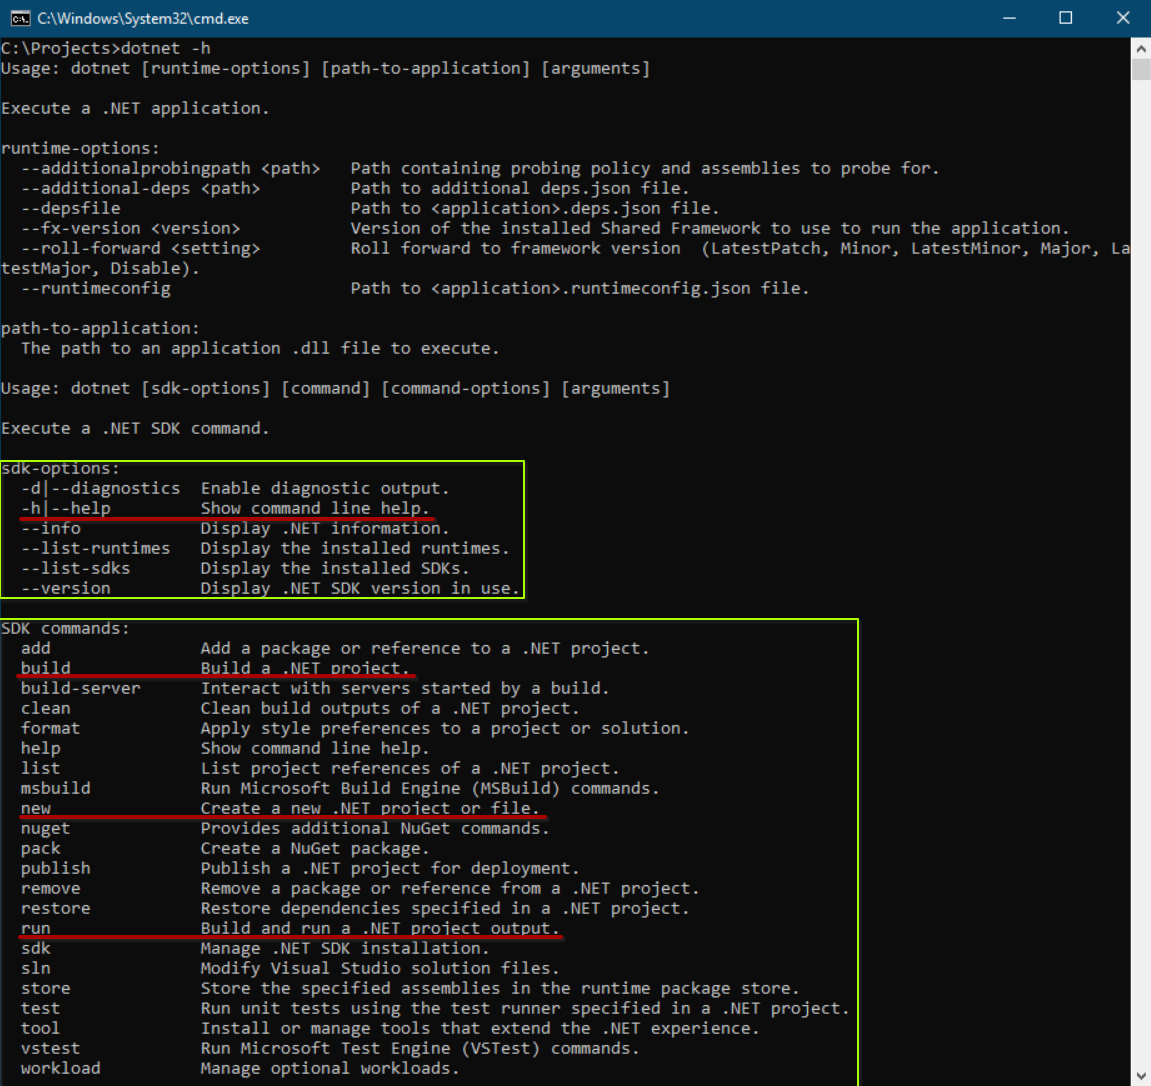 C:\Windows\System32\cmd.exe
C:\Projects>dotnet -h
Usage: dotnet [runtime-options] [path-to-application] [arguments]
Execute a .NET application.
runtime-options:
  --additionalprobingpath <path>   Path containing probing policy and assemblies to probe for.
  --additional-deps <path>         Path to additional deps.json file.
  --depsfile                       Path to <application>.deps.json file.
  --fx-version <version>           Version of the installed Shared Framework to use to run the application.
  --roll-forward <setting>         Roll forward to framework version  (LatestPatch, Minor, LatestMinor, Major, La
testMajor, Disable).
  --runtimeconfig                  Path to <application>.runtimeconfig.json file.
path-to-application:
  The path to an application .dll file to execute.
Usage: dotnet [sdk-options] [command] [command-options] [arguments]
Execute a .NET SDK command.
sdk-options:
  -d|--diagnostics  Enable diagnostic output.
  -h|--help         Show command line help.
  --info            Display .NET information.
  --list-runtimes   Display the installed runtimes.
  --list-sdks       Display the installed SDKs.
  --version         Display .NET SDK version in use.
SDK commands:
  add               Add a package or reference to a .NET project.
  build             Build a .NET project.
  build-server      Interact with servers started by a build.
  clean             Clean build outputs of a .NET project.
  format            Apply style preferences to a project or solution.
  help              Show command line help.
  list              List project references of a .NET project.
  msbuild           Run Microsoft Build Engine (MSBuild) commands.
  new               Create a new .NET project or file.
  nuget             Provides additional NuGet commands.
  pack              Create a NuGet package.
  publish           Publish a .NET project for deployment.
  remove            Remove a package or reference from a .NET project.
  restore           Restore dependencies specified in a .NET project.
  run               Build and run a .NET project output.
  sdk               Manage .NET SDK installation.
  sln               Modify Visual Studio solution files.
  store             Store the specified assemblies in the runtime package store.
  test              Run unit tests using the test runner specified in a .NET project.
  tool              Install or manage tools that extend the .NET experience.
  vstest            Run Microsoft Test Engine (VSTest) commands.
  workload          Manage optional workloads.